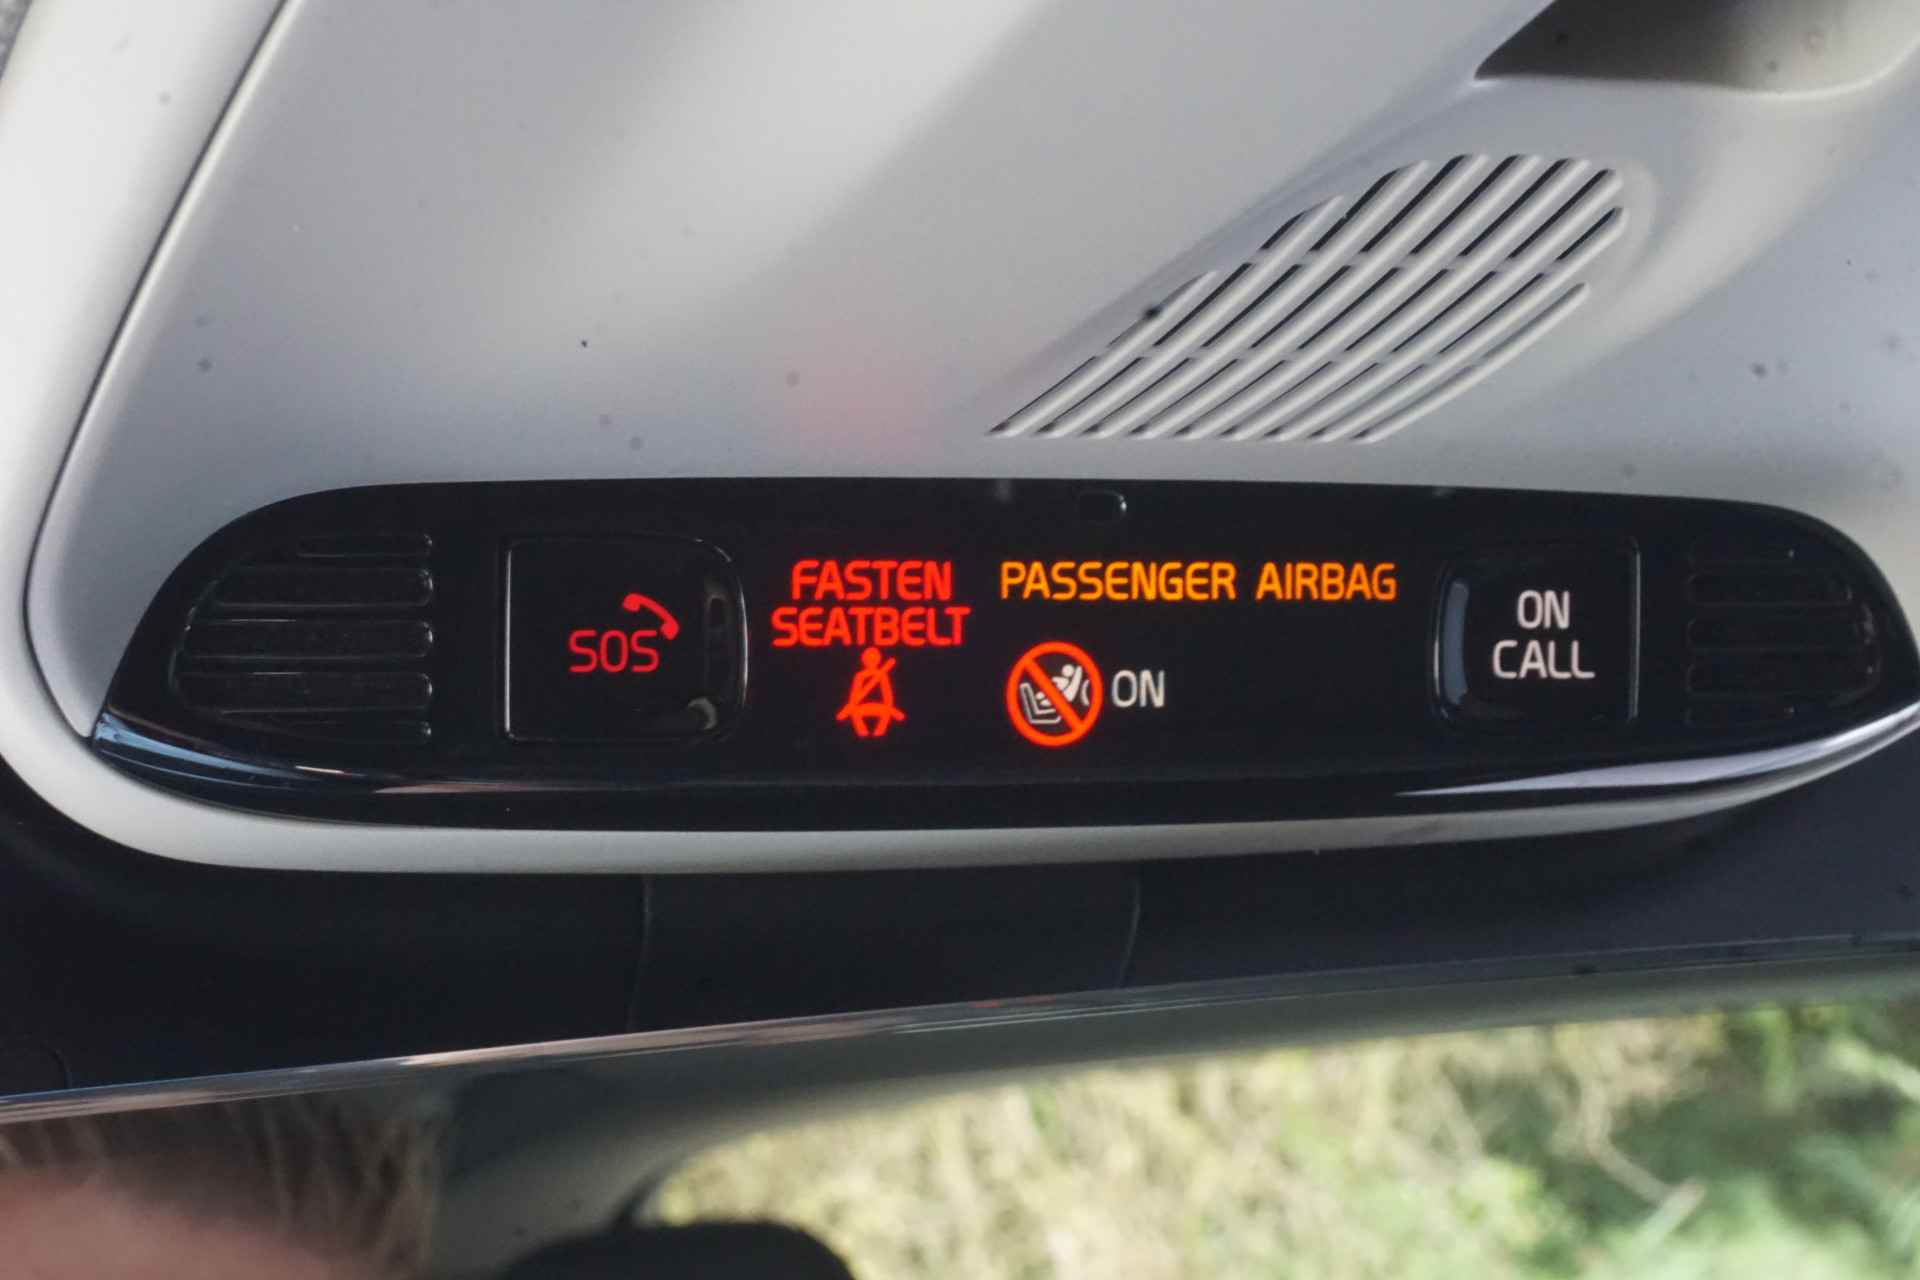 SOS
FASTEN
SEATBELT
PASSENGER AIRBAG
ON
ON
CALL